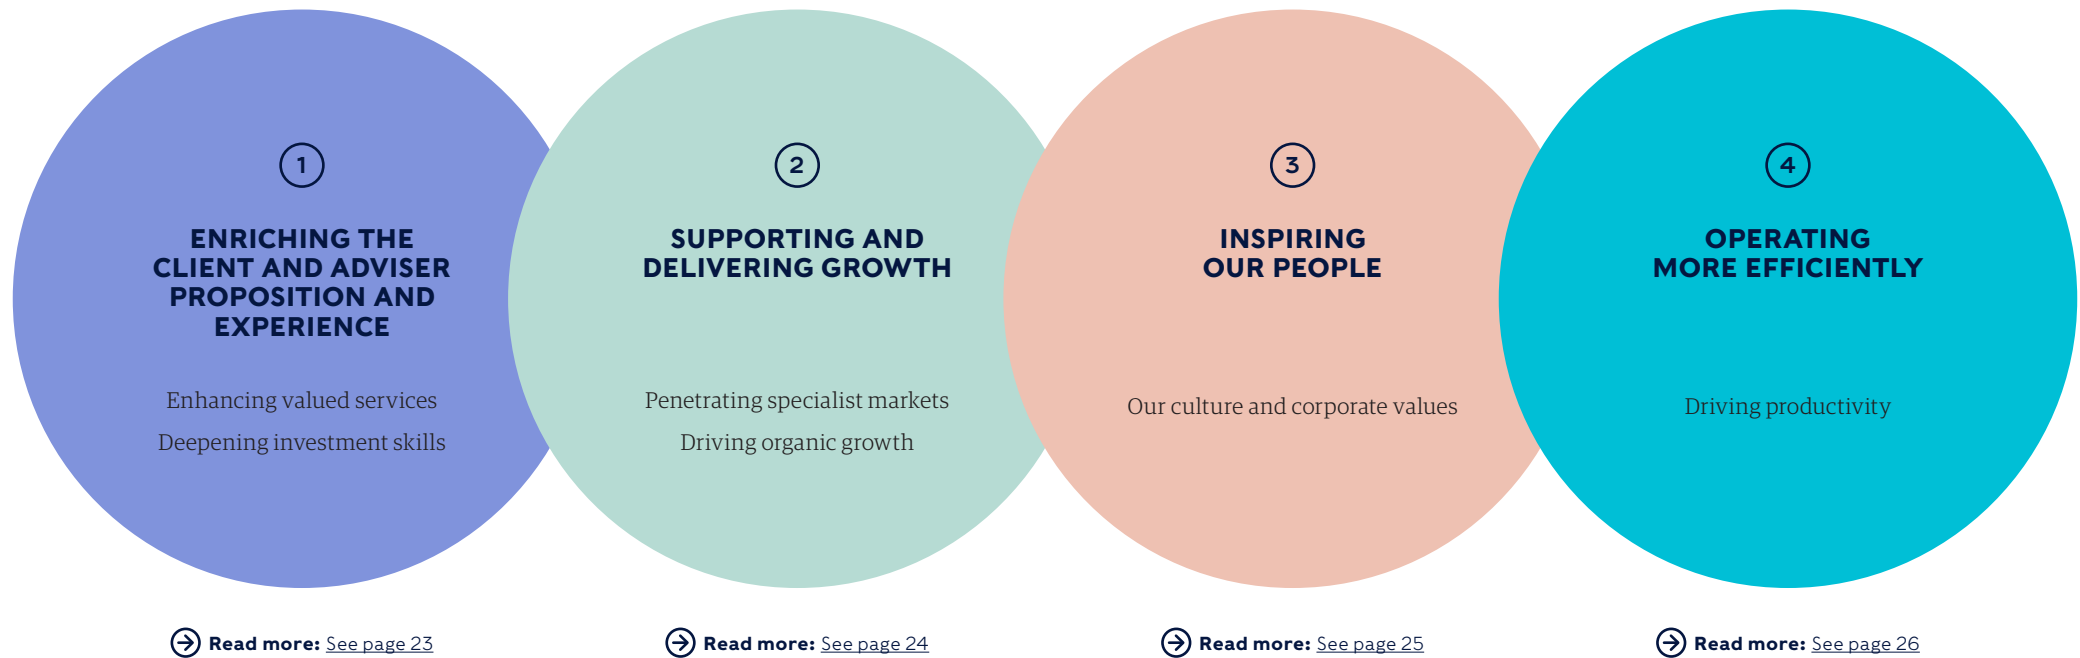 1
ENRICHING THE
CLIENT AND ADVISER
PROPOSITION AND
EXPERIENCE
Enhancing valued services
Deepening investment skills
Read more: See page 23
2
SUPPORTING AND
DELIVERING GROWTH
Penetrating specialist markets
Driving organic growth
Read more: See page 24
3
INSPIRING
OUR PEOPLE
Our culture and corporate values
Read more: See page 25
4
OPERATING
MORE EFFICIENTLY
Driving productivity
Read more: See page 26